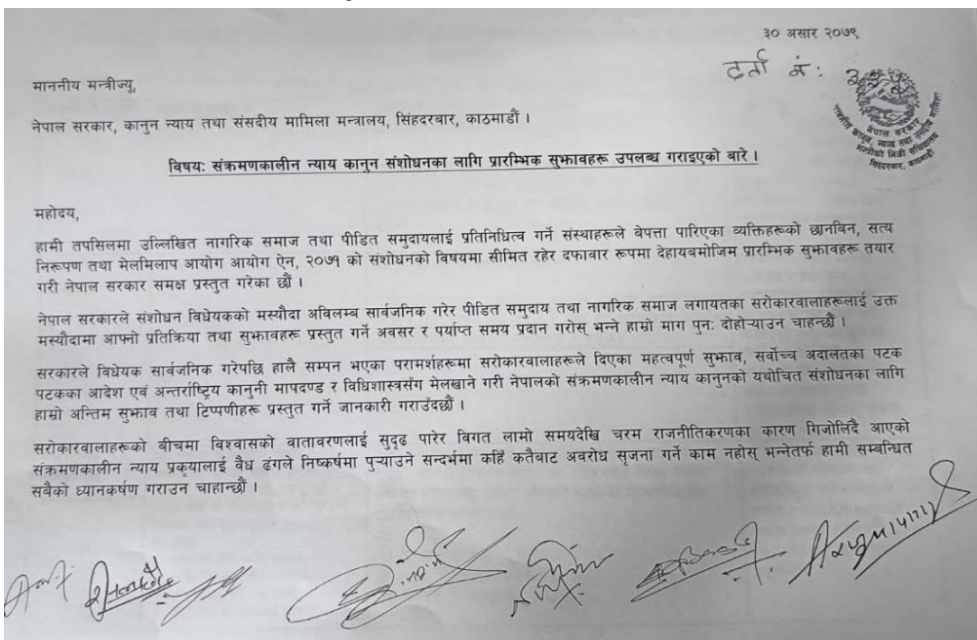 ३० असार २०७९
दर्ता नं: ३३५
माननीय मन्त्रीज्यू,
नेपाल सरकार, कानुन न्याय तथा संसदीय मामिला मन्त्रालय, सिंहदरबार, काठमाडौं ।
विषय: संक्रमणकालीन न्याय कानुन संशोधनका लागि प्रारम्भिक सुझावहरू उपलब्ध गराइएको बारे ।
महोदय,
हामी तपसिलमा उल्लिखित नागरिक समाज तथा पीडित समुदायलाई प्रतिनिधित्व गर्ने संस्थाहरूले बेपत्ता पारिएका व्यक्तिहरूको छानबिन, सत्य
निरूपण तथा मेलमिलाप आयोग आयोग ऐन, २०७१ को संशोधनको विषयमा सीमित रहेर दफाबार रूपमा देहायबमोजिम प्रारम्भिक सुझावहरू तयार
गरी नेपाल सरकार समक्ष प्रस्तुत गरेका छौं ।
नेपाल सरकारले संशोधन विधेयकको मस्यौदा अविलम्ब सार्वजनिक गरेर पीडित समुदाय तथा नागरिक समाज लगायतका सरोकारवालाहरूलाई उक्त
मस्यौदामा आफ्नो प्रतिक्रिया तथा सुझावहरू प्रस्तुत गर्ने अवसर र पर्याप्त समय प्रदान गरोस् भन्ने हाम्रो माग पुन: दोहोऱ्याउन चाहन्छौं ।
सरकारले विधेयक सार्वजनिक गरेपछि हालै सम्पन भएका परामर्शहरूमा सरोकारवालाहरूले दिएका महत्वपूर्ण सुझाव, सर्वोच्च अदालतका पटक
पटकका आदेश एवं अन्तर्राष्ट्रिय कानुनी मापदण्ड र विधिशास्त्रसँग मेलखाने गरी नेपालको संक्रमणकालीन न्याय कानुनको यथोचित संशोधनका लागि
हाम्रो अन्तिम सुझाव तथा टिप्पणीहरू प्रस्तुत गर्ने जानकारी गराउँदछौं ।
सरोकारवालाहरूको बीचमा विश्वासको वातावरणलाई सुदृढ पारेर विगत लामो समयदेखि चरम राजनीतिकरणका कारण गिजोलिदै आएको
संक्रमणकालीन न्याय प्रक्र्यालाई बैध ढंगले निष्कर्षमा पुऱ्याउने सन्दर्भमा कहिँ कतैबाट अवरोध सृजना गर्ने काम नहोस् भन्नेतर्फ हामी सम्बन्धित
सबैको ध्यानकर्षण गराउन चाहान्छौं ।